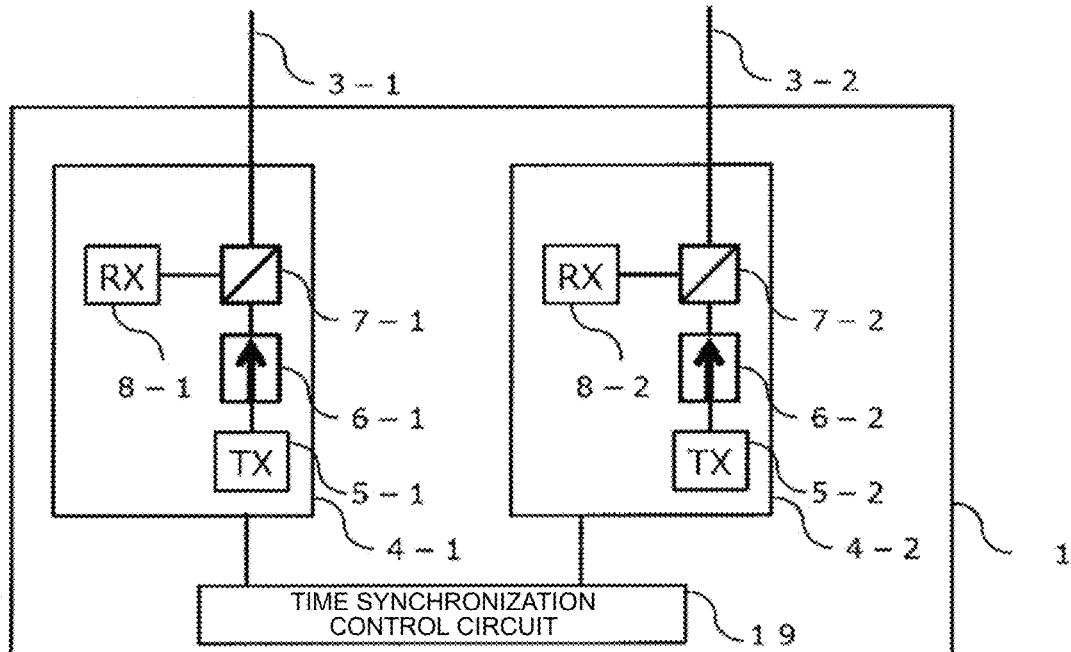 3-1
3-2
RX
RX
7-1
7-2
8-1
8-2
6-1
6-2
TX
TX
5-1
5-2
4-1
4-2
1
TIME SYNCHRONIZATION
CONTROL CIRCUIT
19